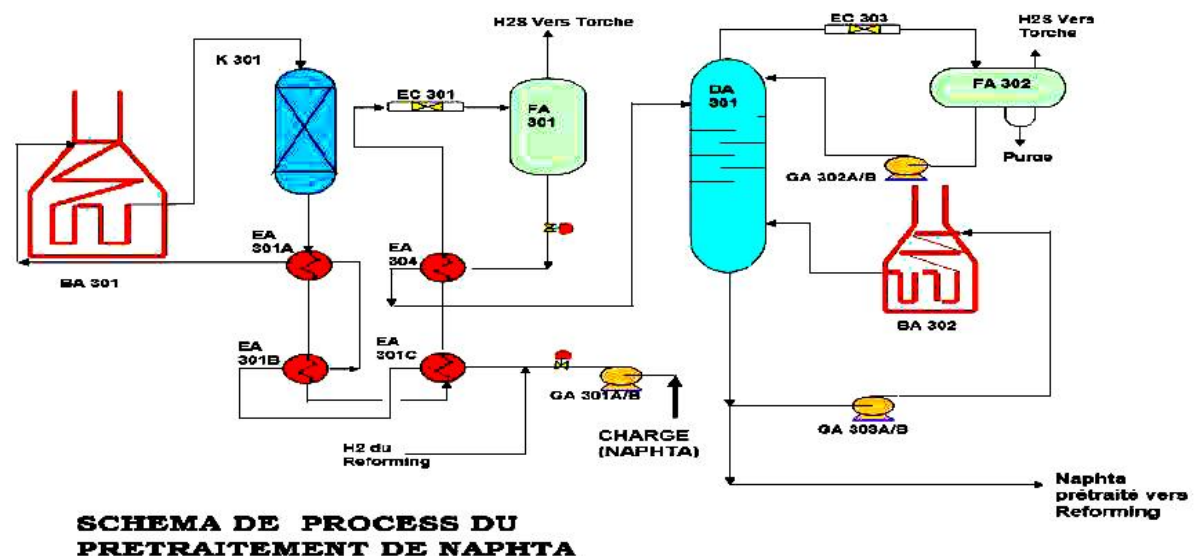 H2S Vers Torche
K 301
EC 301
FA
301
EC 303
H2S Vers
Torche
DA
301
FA 302
Purge
GA 302A/B
EA
301A
EA
304
BA 301
BA 302
EA
301B
EA
301C
GA 301A/B
GA 303A/B
CHARGE
(NAPHTA)
H2 du
Reforming
Naphta
prétraité vers
Reforming
SCHEMA DE PROCESS DU
PRETRAITEMENT DE NAPHTA